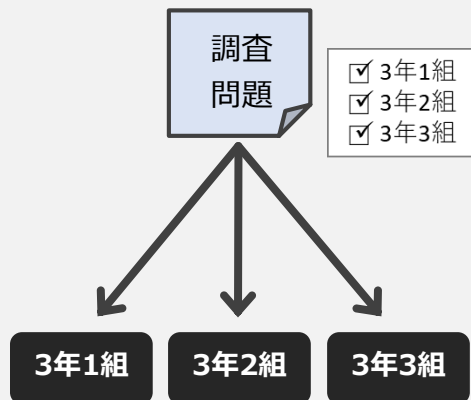 調査
問題
☑ 3年1組
☑ 3年2組
☑ 3年3組
3年1組
3年2組
3年3組